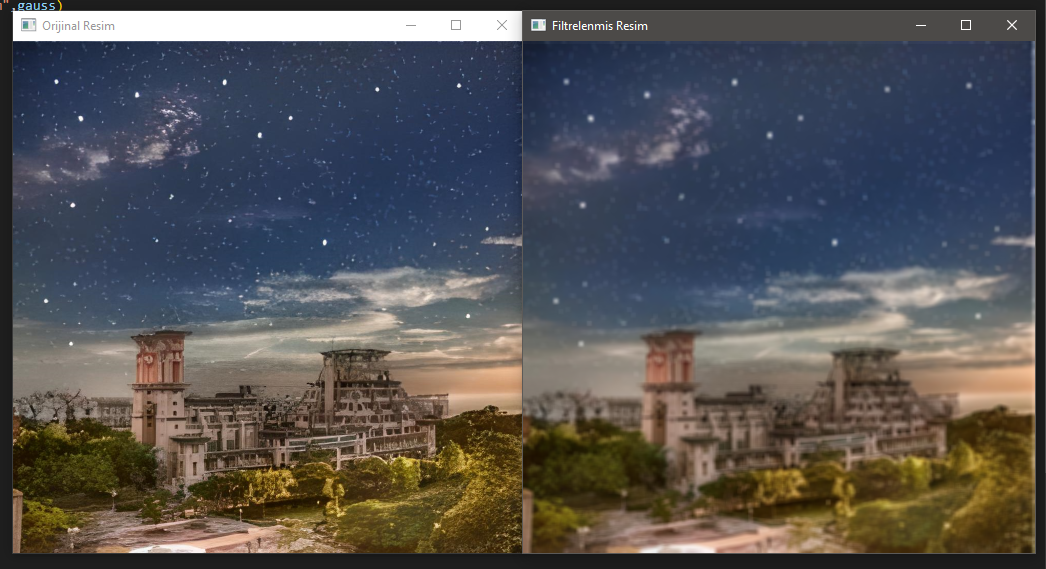 ",gauss)
Orijinal Resim
Filtrelenmis Resim